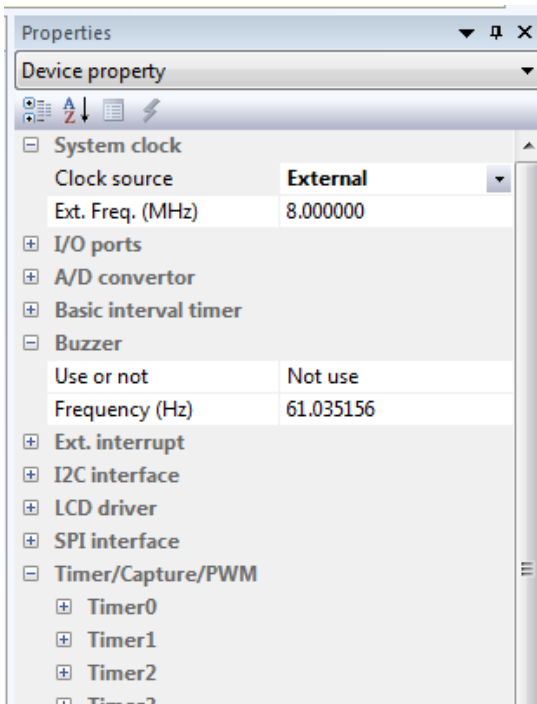 Properties
Device property
System clock
Clock source External
Ext. Freq. (MHz) 8.000000
I/O ports
A/D convertor
Basic interval timer
Buzzer
Use or not Not use
Frequency (Hz) 61.035156
Ext. interrupt
I2C interface
LCD driver
SPI interface
Timer/Capture/PWM
Timer0
Timer1
Timer2